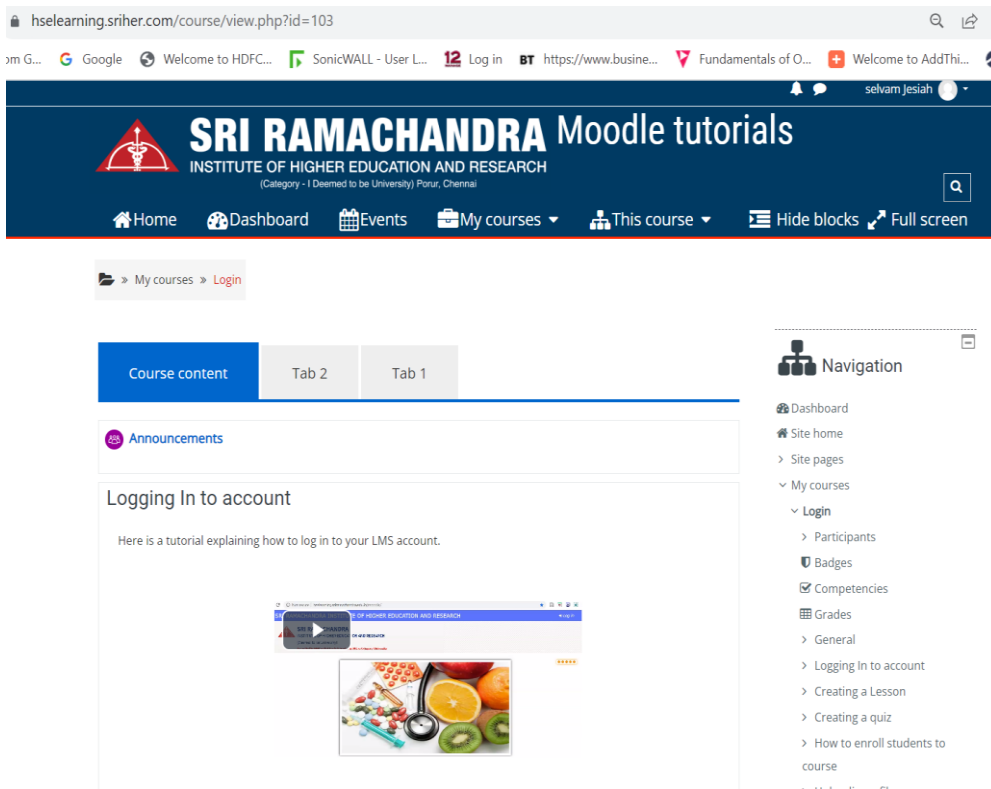 hselearning.sriher.com/course/view.php?id=103
om G... Google Welcome to HDFC... SonicWALL - User L... 12 Log in BT https://www.busine... Fundamentals of O... Welcome to AddThi...
selvam Jesiah
SRI RAMACHANDRA Moodle tutorials
INSTITUTE OF HIGHER EDUCATION AND RESEARCH
(Category - I Deemed to be University) Porur, Chennai
Home Dashboard Events My courses This course Hide blocks Full screen
» My courses » Login
Course content Tab 2 Tab 1
Navigation
Dashboard
Announcements
Site home
Site pages
My courses
Logging In to account
Login
Here is a tutorial explaining how to log in to your LMS account.
Participants
Badges
Competencies
Grades
General
Logging In to account
Creating a Lesson
Creating a quiz
How to enroll students to
course